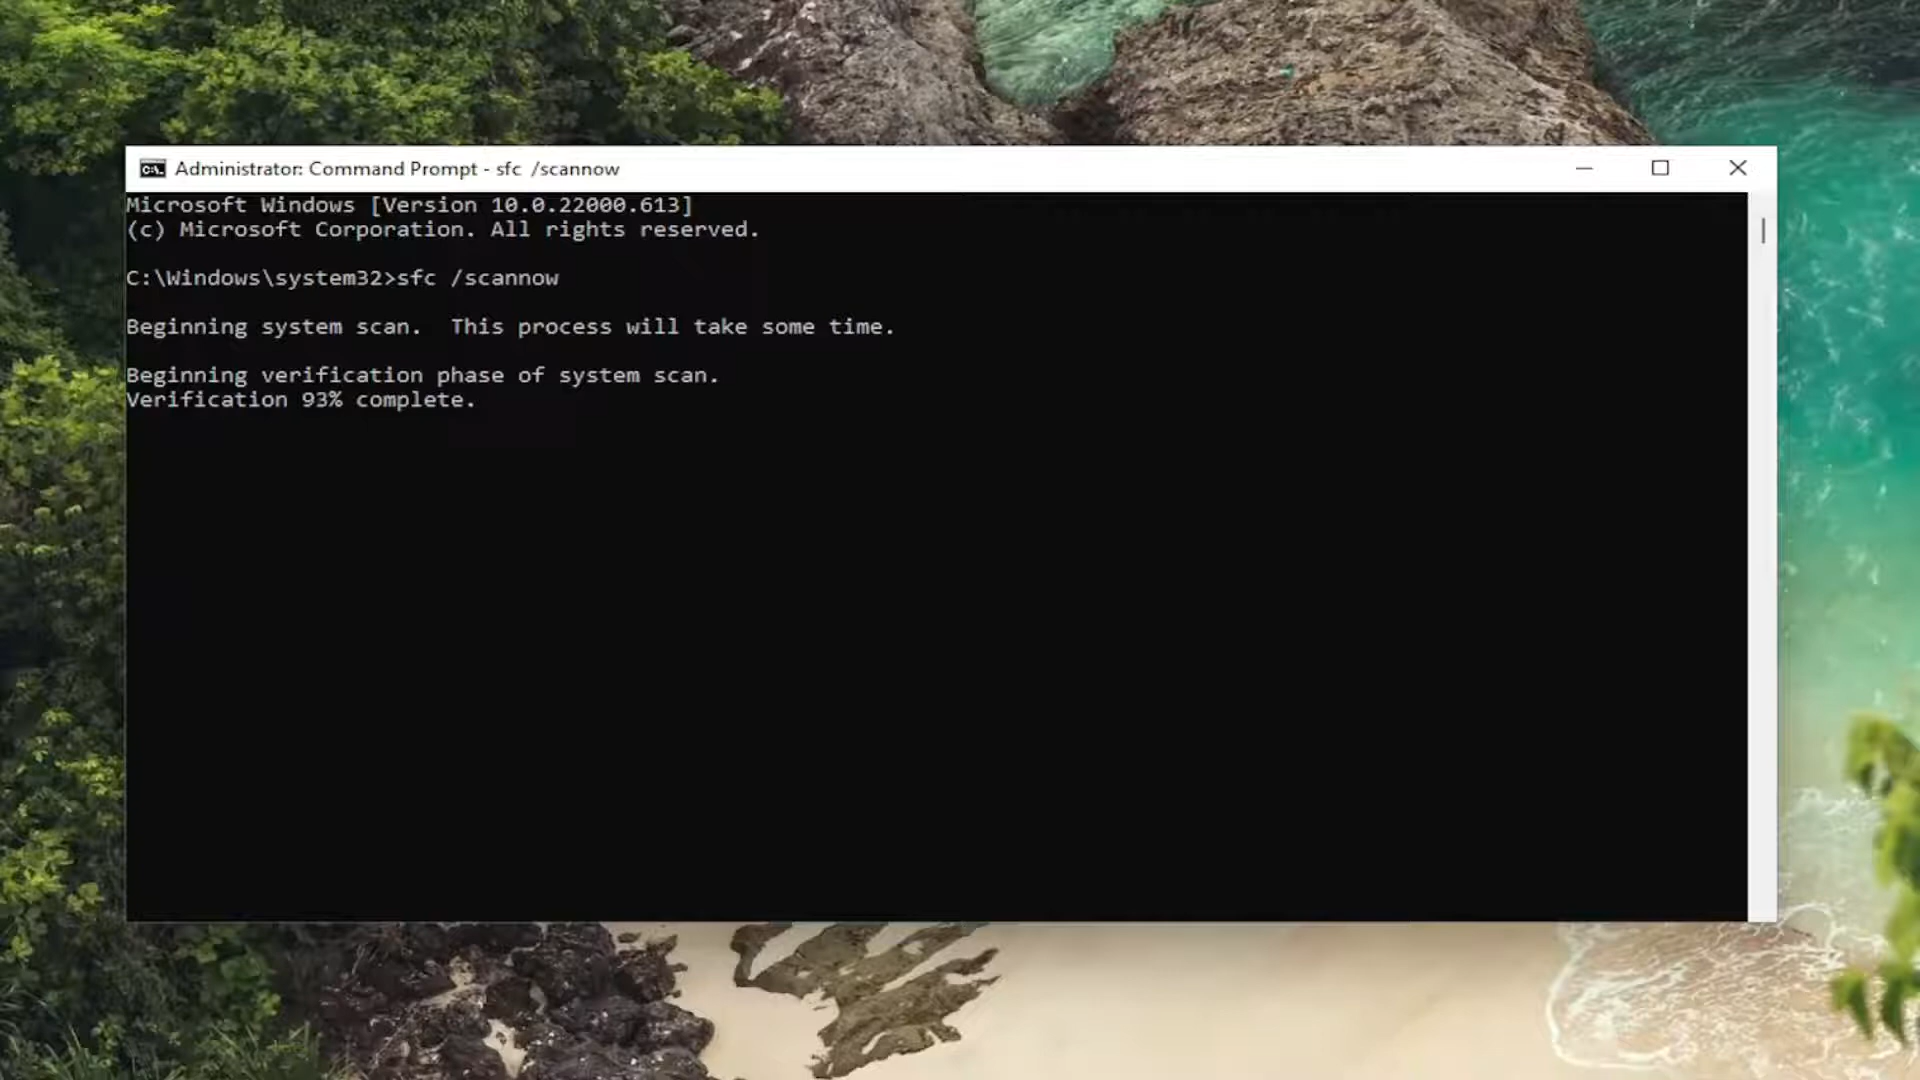 Administrator: Command Prompt - sfc  /scannow
Microsoft Windows [Version 10.0.22000.613]
(c) Microsoft Corporation. All rights reserved.
C:\Windows\system32>sfc /scannow
Beginning system scan.  This process will take some time.
Beginning verification phase of system scan.
Verification 93% complete.